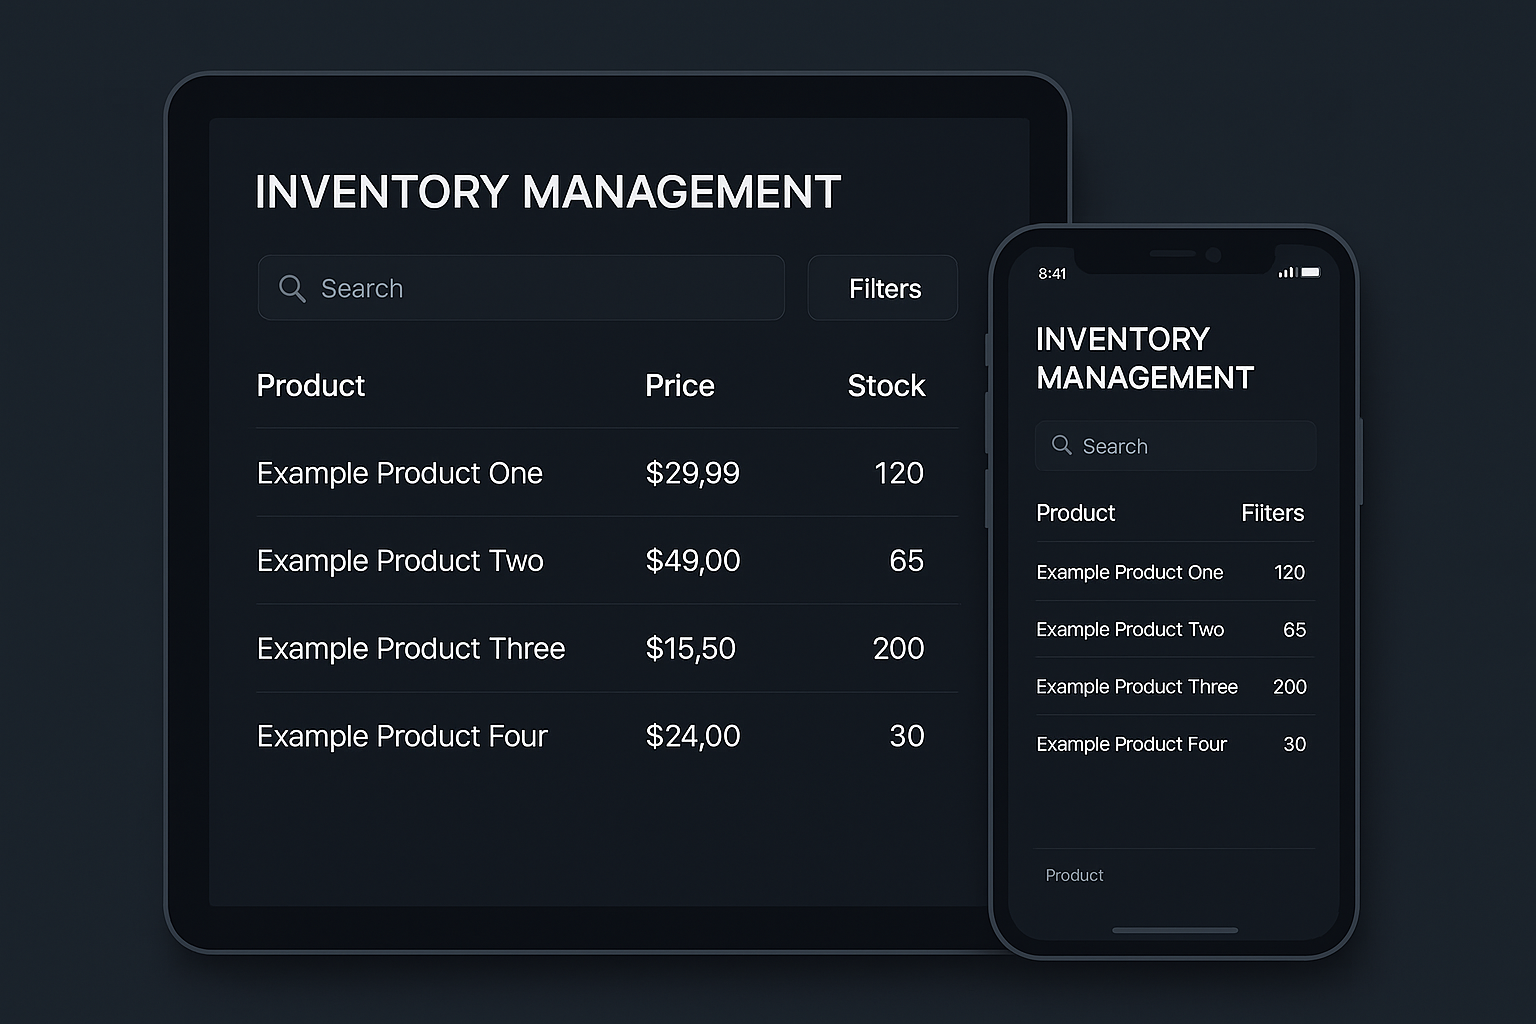 INVENTORY MANAGEMENT
Search
Filters
Product Price Stock
Example Product One $29,99 120
Example Product Two $49,00 65
Example Product Three $15,50 200
Example Product Four $24,00 30
8:41
INVENTORY
MANAGEMENT
Search
Product Fiiters
Example Product One 120
Example Product Two 65
Example Product Three 200
Example Product Four 30
Product